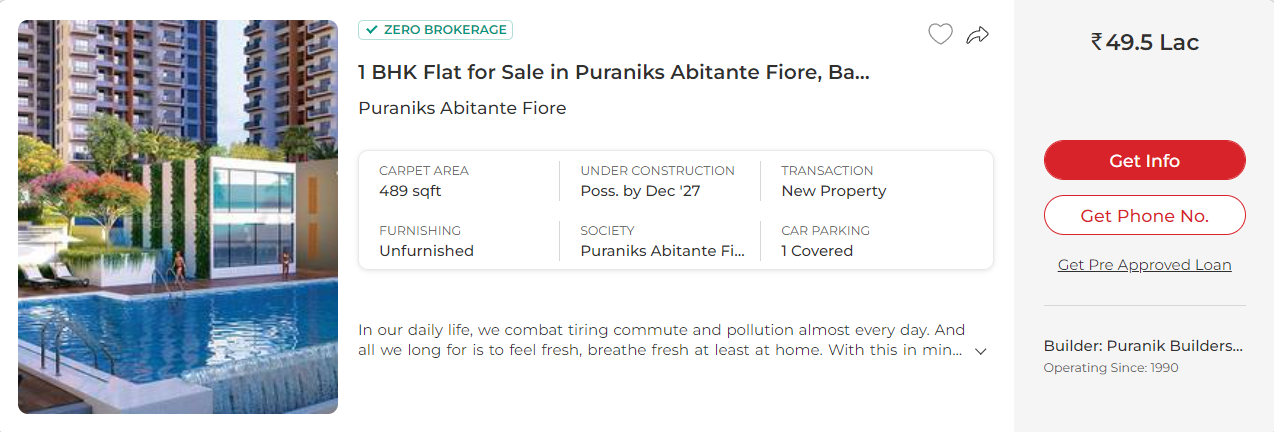 ZERO BROKERAGE
1 BHK Flat for Sale in Puraniks Abitante Fiore, Ba...
Puraniks Abitante Fiore
CARPET AREA
489 sqft
UNDER CONSTRUCTION
Poss. by Dec '27
TRANSACTION
New Property
FURNISHING
Unfurnished
SOCIETY
Puraniks Abitante Fi...
CAR PARKING
1 Covered
In our daily life, we combat tiring commute and pollution almost every day. And
all we long for is to feel fresh, breathe fresh at least at home. With this in min...
₹49.5 Lac
Get Info
Get Phone No.
Get Pre Approved Loan
Builder: Puranik Builders...
Operating Since: 1990